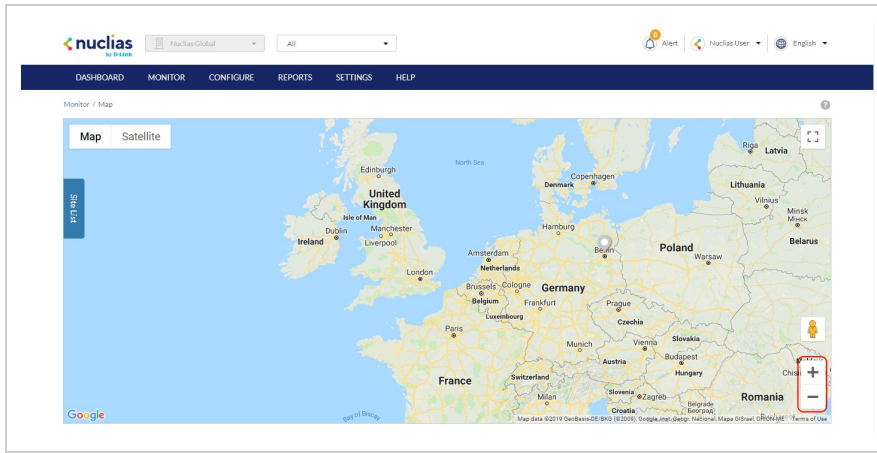 nuclias
by D-Link
Nuclias Global
All
0
Alert
Nuclias User
English
DASHBOARD MONITOR CONFIGURE REPORTS SETTINGS HELP
Monitor / Map
?
Map Satellite
Site List
North Sea
Edinburgh
United
Kingdom
Isle of Man
Dublin
Manchester
Ireland
Liverpool
London
Copenhagen
Denmark
Riga
Latvia
Lithuania
Vilnius
Minsk
Мінск
Belarus
Hamburg
Berlin
Poland
Warsaw
Amsterdam
Netherlands
Brussels
Cologne
Germany
Belgium
Frankfurt
Luxembourg
Prague
Czechia
Paris
Munich
Vienna
Slovakia
Austria
Budapest
Hungary
Switzerland
France
Milan
Slovenia
Zagreb
Croatia
Belgrade
Београд
Romania
Bay of Biscay
+
−
Google
Map data ©2019 GeoBasis-DE/BKG (©2009), Google, Inst. Geogr. Nacional, Mapa GISrael, ORION-ME
Terms of Use